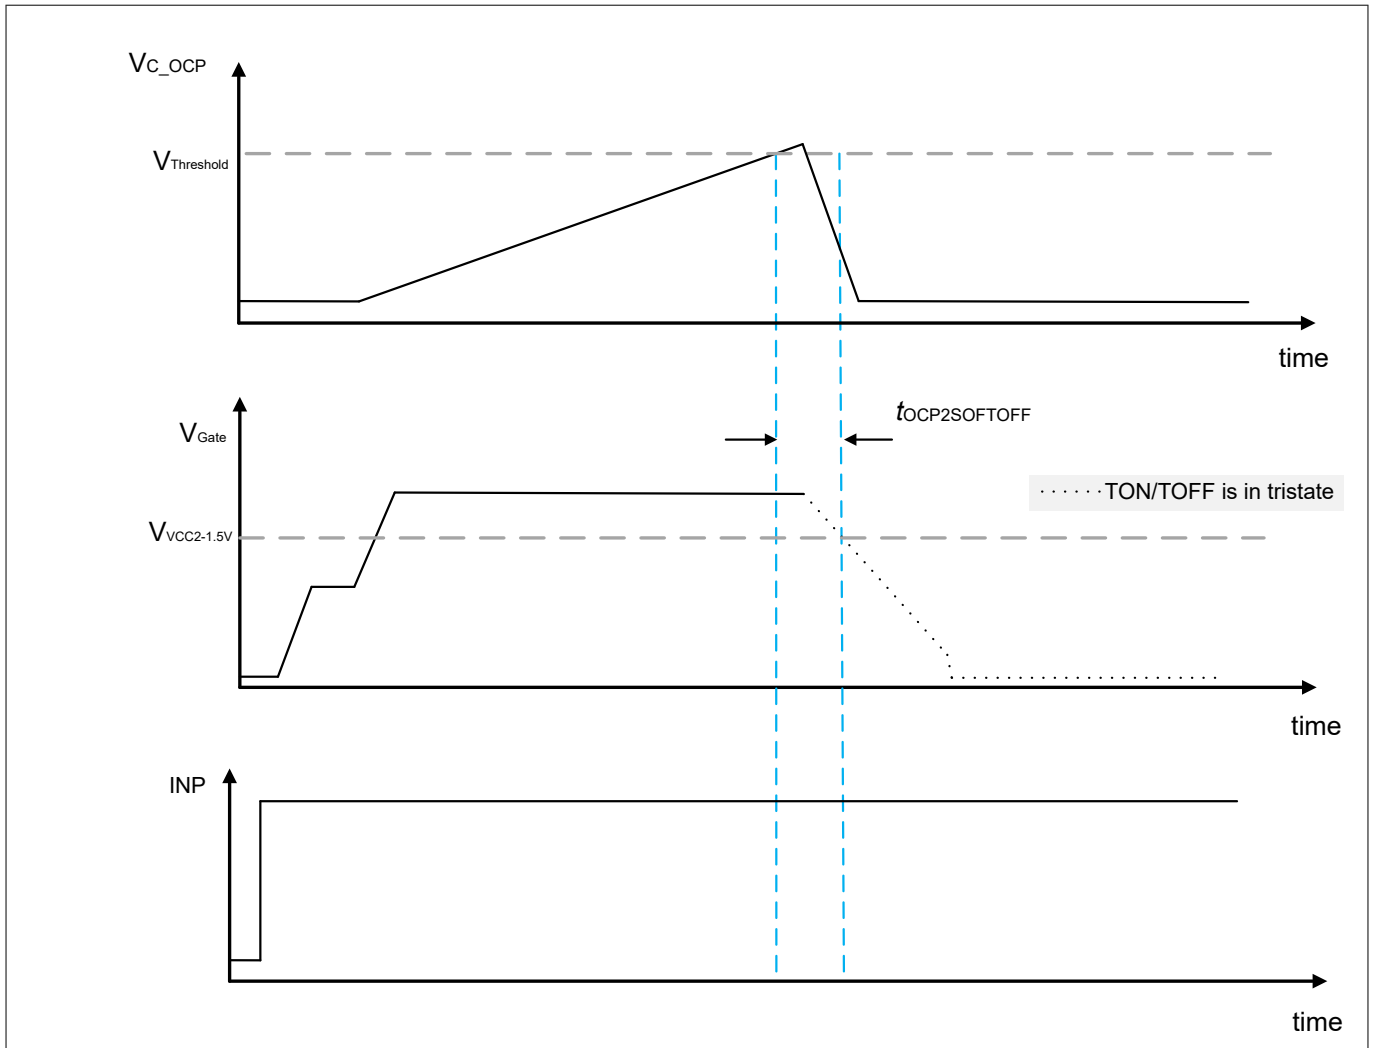 VC_OCP
VThreshold
time
tOCP2SOFTOFF
VGate
TON/TOFF is in tristate
VVCC2-1.5V
time
INP
time